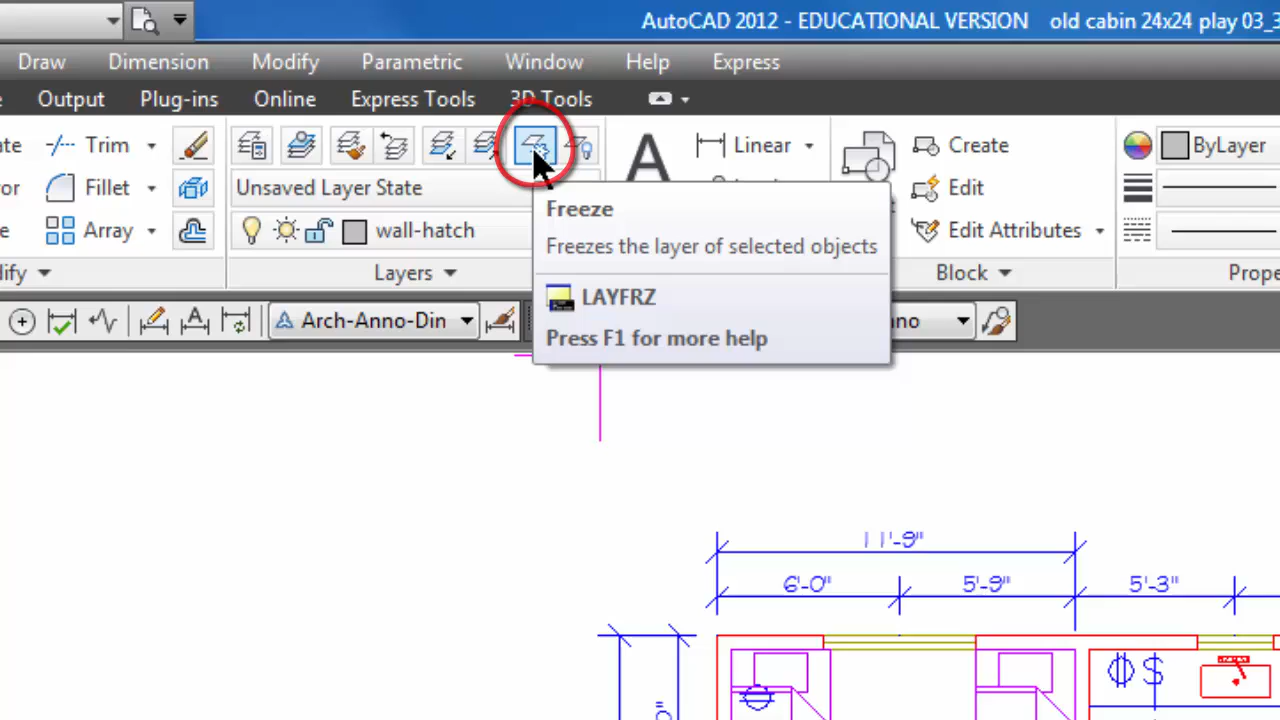 AutoCAD 2012 - EDUCATIONAL VERSION old cabin 24x24 play 03_3
Draw Dimension Modify Parametric Window Help Express
Output Plug-ins Online Express Tools 3D Tools
Trim A Linear Create ByLayer
Fillet Unsaved Layer State Edit
Array wall-hatch Edit Attributes
Layers Block
Freeze
Freezes the layer of selected objects
LAYFRZ
Press F1 for more help
Arch-Anno-Din
11'-9"
6'-0" 5'-9" 5'-3"
$